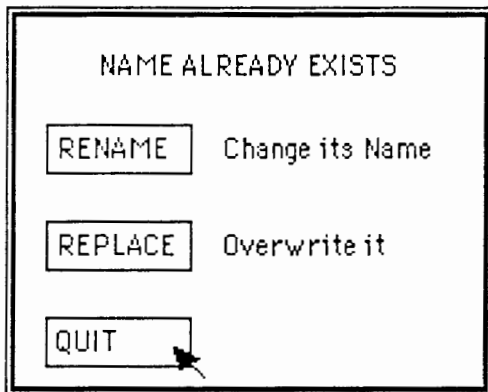 NAME ALREADY EXISTS
RENAME Change its Name
REPLACE Overwrite it
QUIT